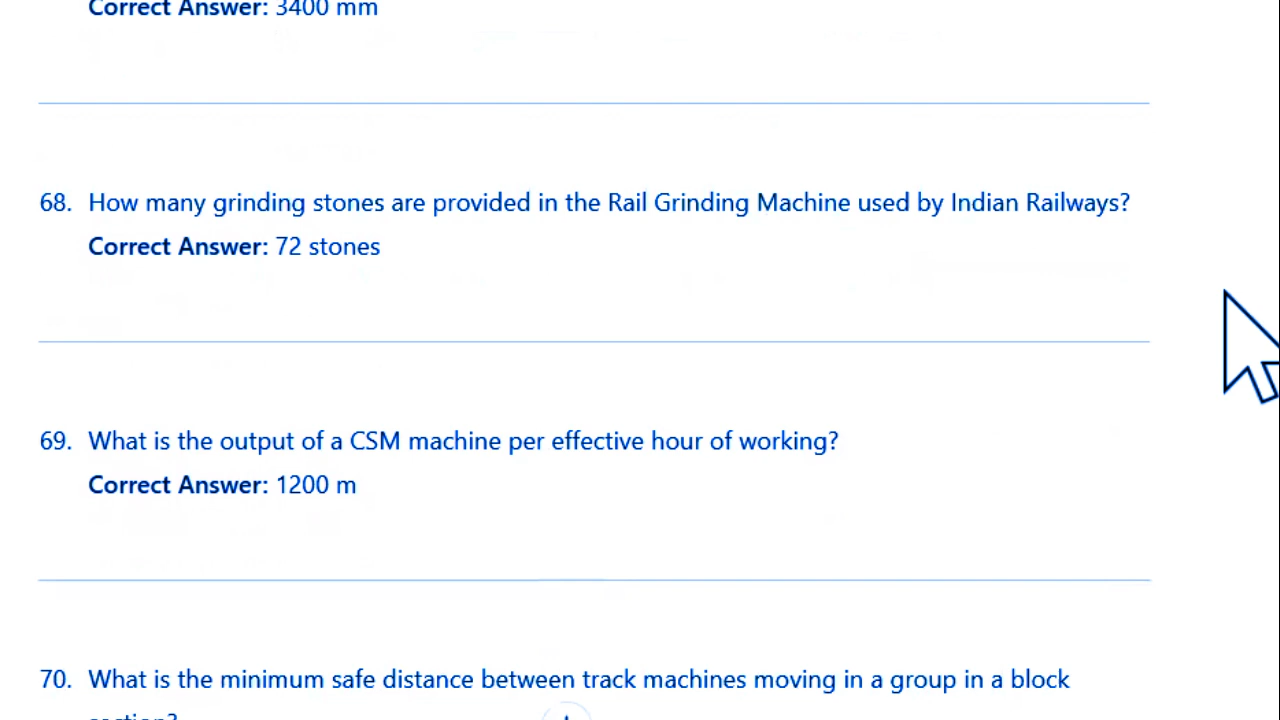 Correct Answer: 3400 mm
68. How many grinding stones are provided in the Rail Grinding Machine used by Indian Railways?
Correct Answer: 72 stones
69. What is the output of a CSM machine per effective hour of working?
Correct Answer: 1200 m
70. What is the minimum safe distance between track machines moving in a group in a block
section?